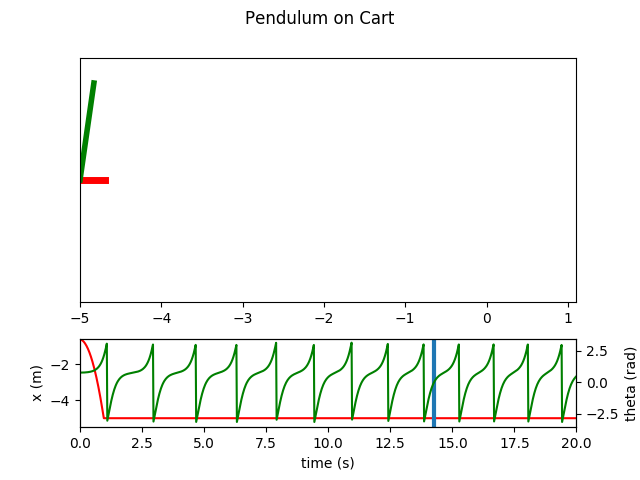 Pendulum on Cart
−5 −4 −3 −2 −1 0 1
−2
−4
x (m)
2.5
0.0
−2.5
theta (rad)
0.0 2.5 5.0 7.5 10.0 12.5 15.0 17.5 20.0
time (s)